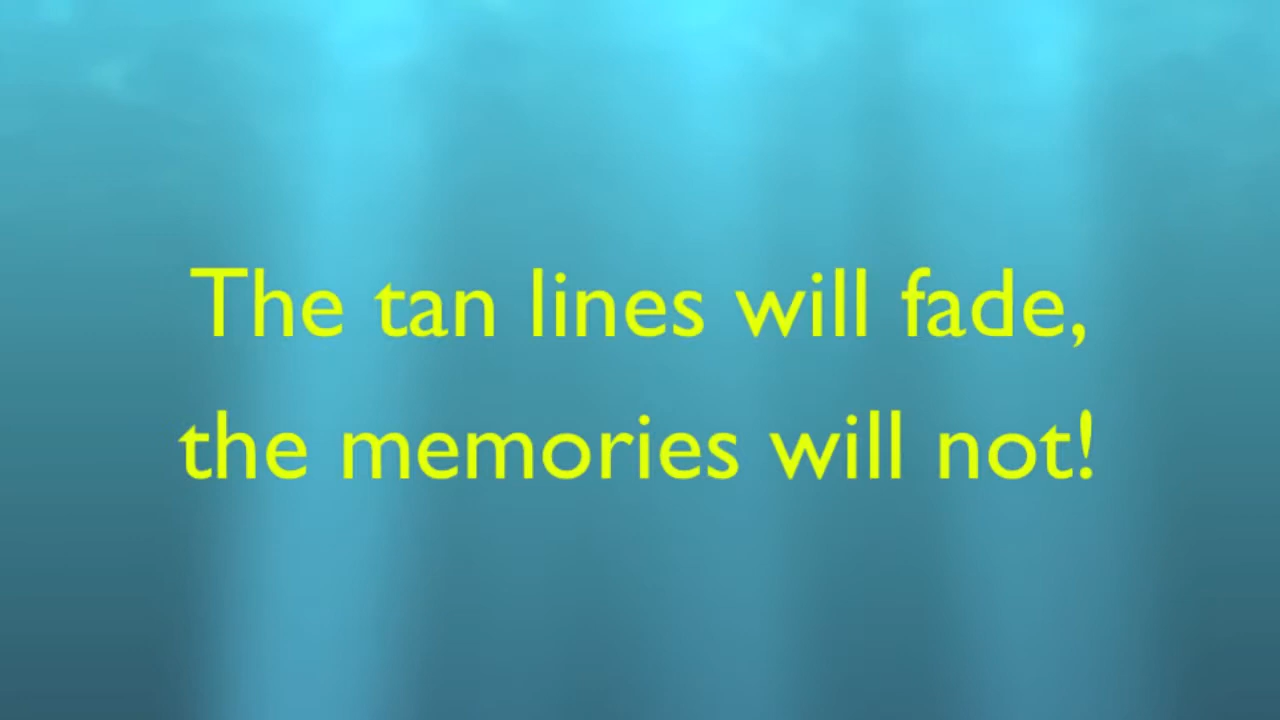 The tan lines will fade,
the memories will not!